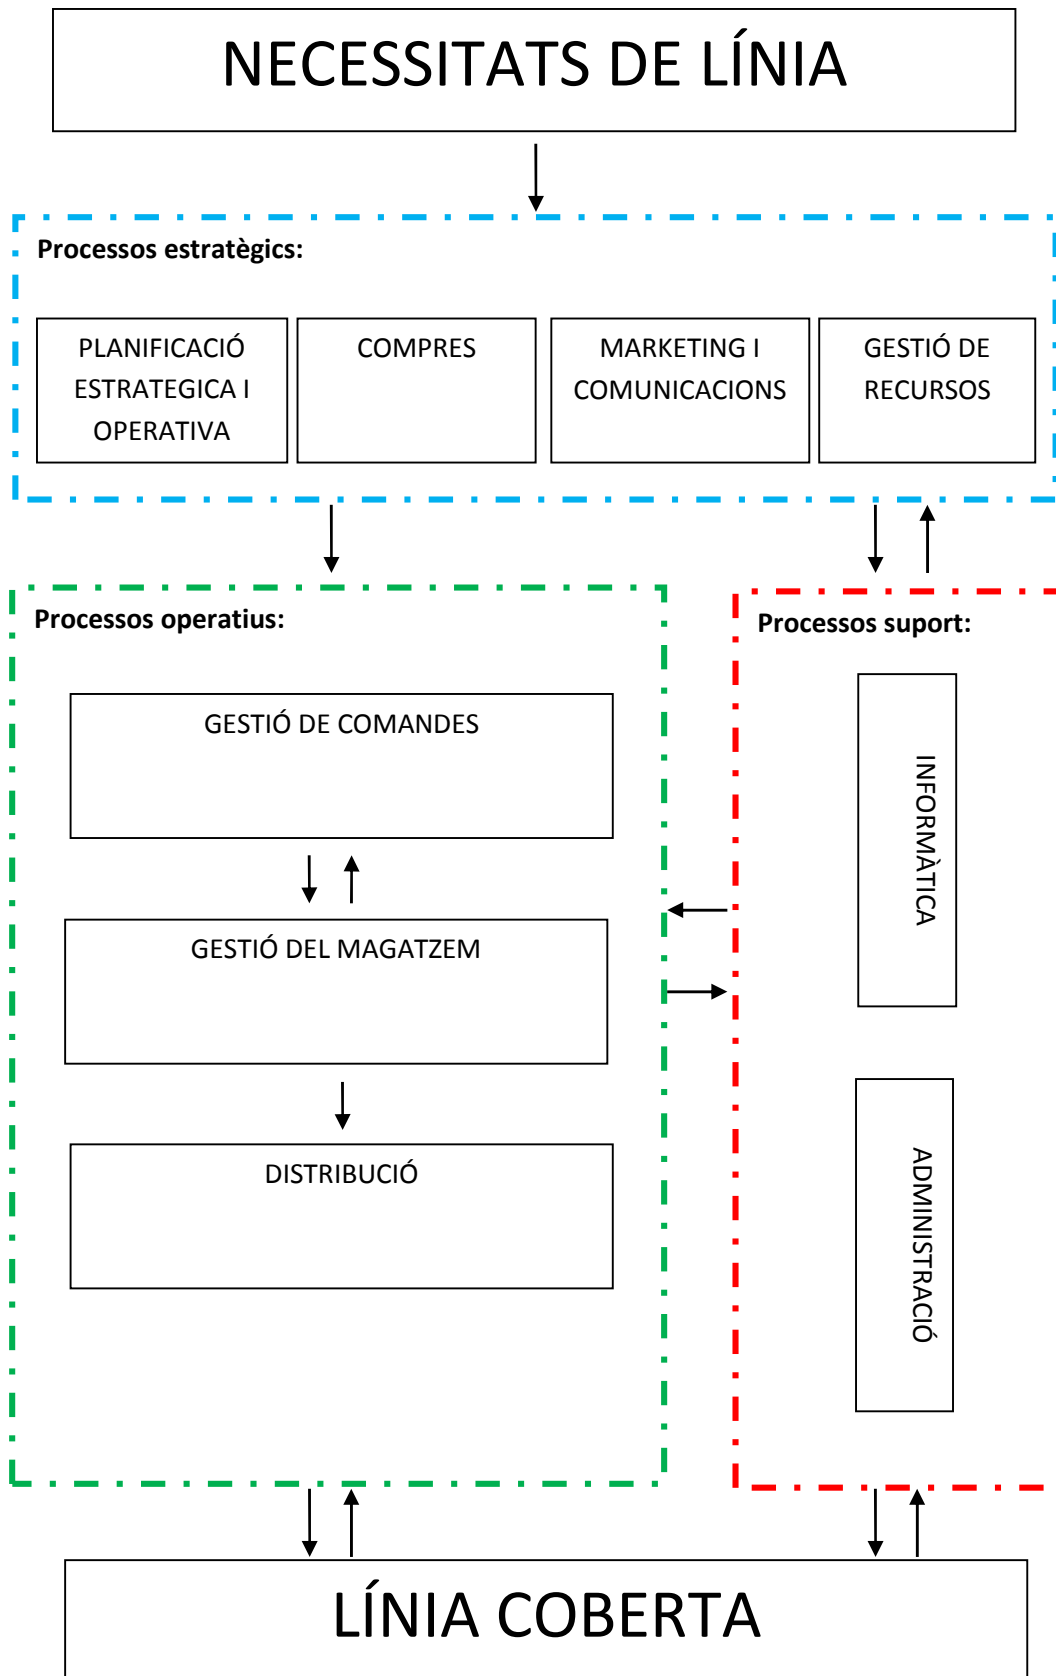 NECESSITATS DE LÍNIA
Processos estratègics:
PLANIFICACIÓ
ESTRATEGICA I
OPERATIVA
COMPRES
MARKETING I
COMUNICACIONS
GESTIÓ DE
RECURSOS
Processos operatius:
GESTIÓ DE COMANDES
GESTIÓ DEL MAGATZEM
DISTRIBUCIÓ
Processos suport:
INFORMÀTICA
ADMINISTRACIÓ
LÍNIA COBERTA